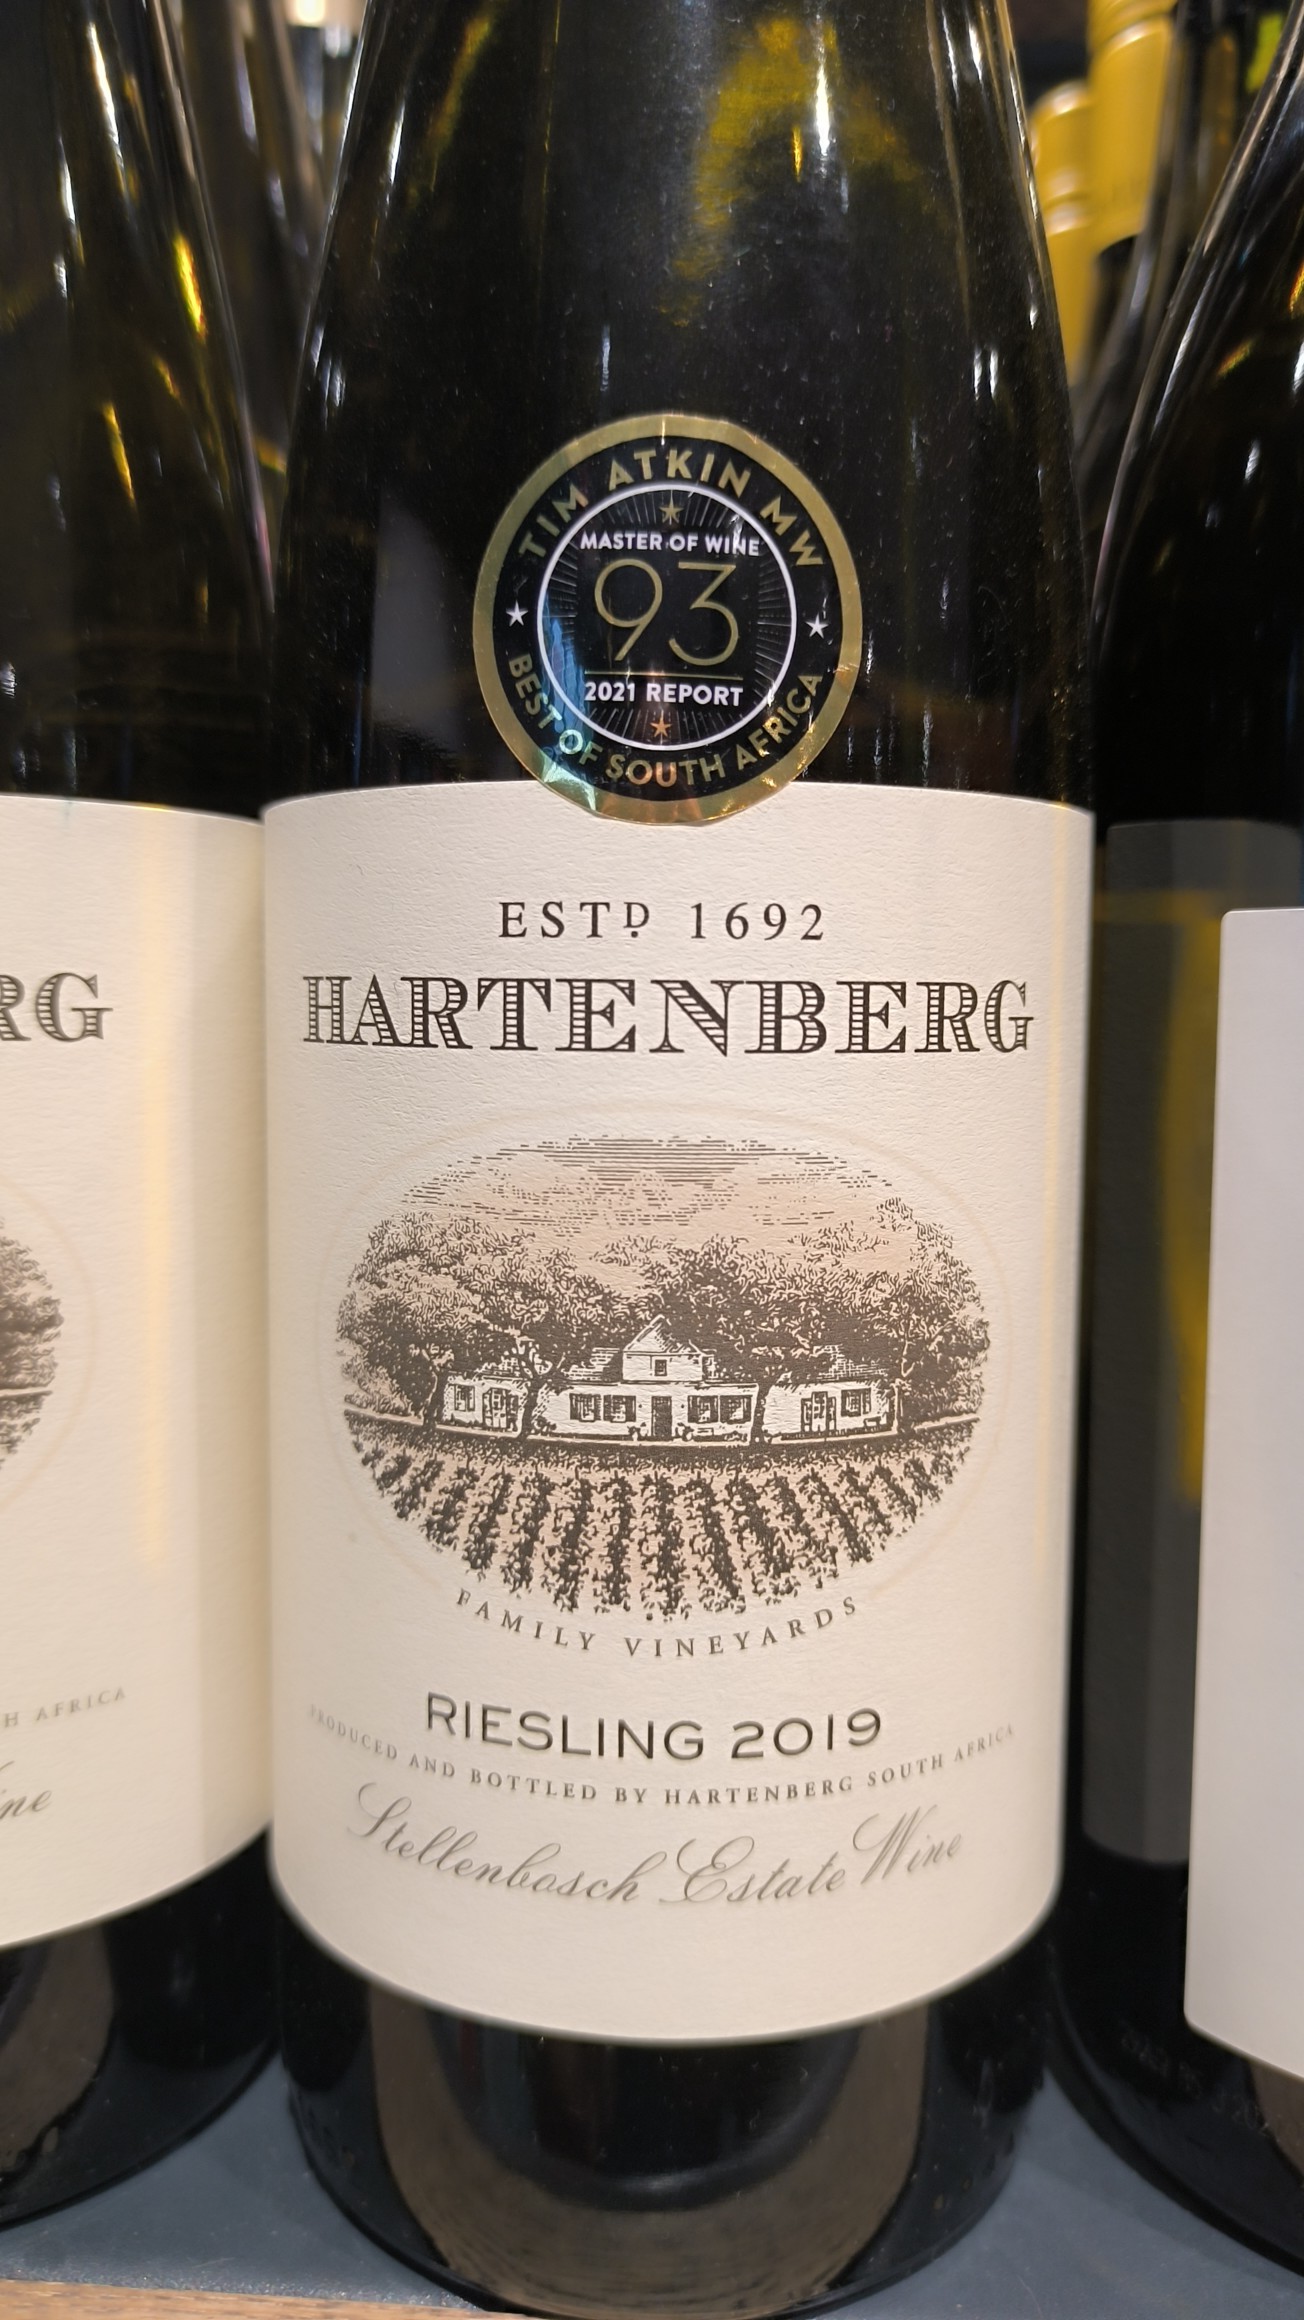 TIM ATKIN MW
MASTER OF WINE
93
2021 REPORT
BEST OF SOUTH AFRICA
ESTD 1692
HARTENBERG
FAMILY VINEYARDS
RIESLING 2019
PRODUCED AND BOTTLED BY HARTENBERG SOUTH AFRICA
Stellenbosch Estate Wine
RG
H AFRICA
ine